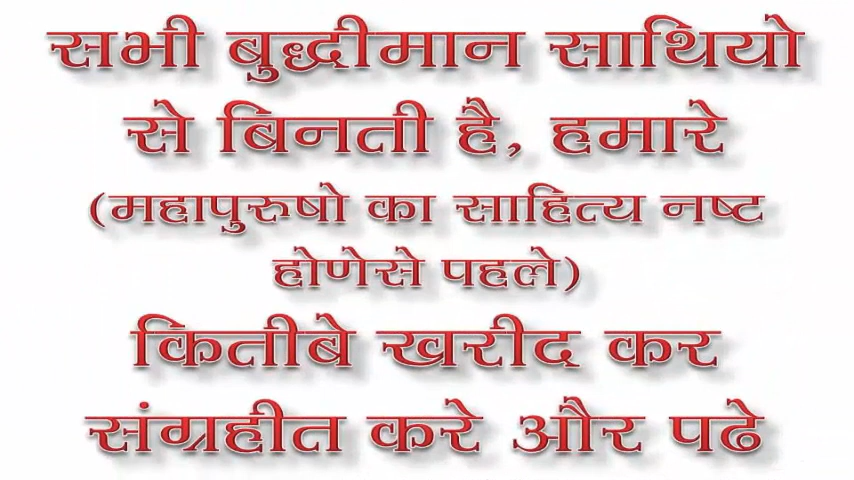 सभी बुद्धीमान साथियो
से बिनती है, हमारे
(महापुरुषो का साहित्य नष्ट
होणेसे पहले)
कितीबे खरीद कर
संग्रहीत करे और पढे